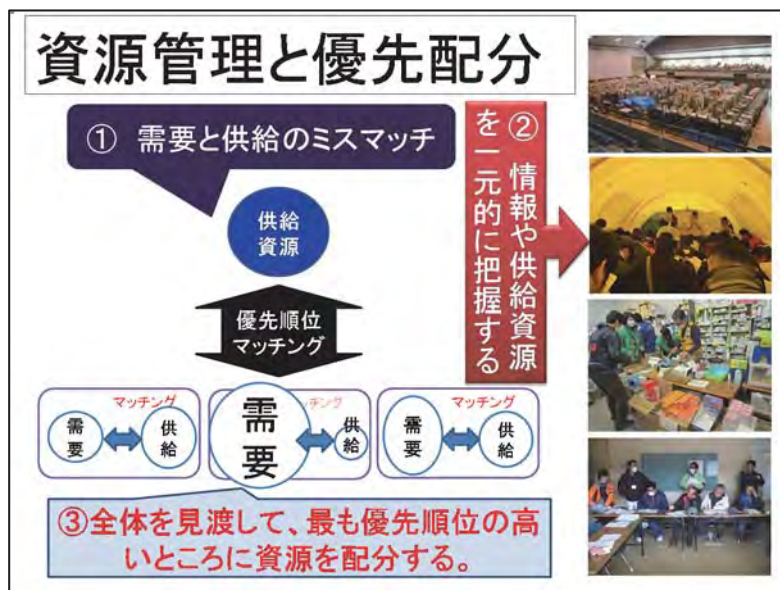 資源管理と優先配分
① 需要と供給のミスマッチ
② 情報や供給資源
を一元的に把握する
供給
資源
優先順位
マッチング
マッチング
需要
供給
ッチング
需要
供給
マッチング
需要
供給
③全体を見渡して、最も優先順位の高
いところに資源を配分する。